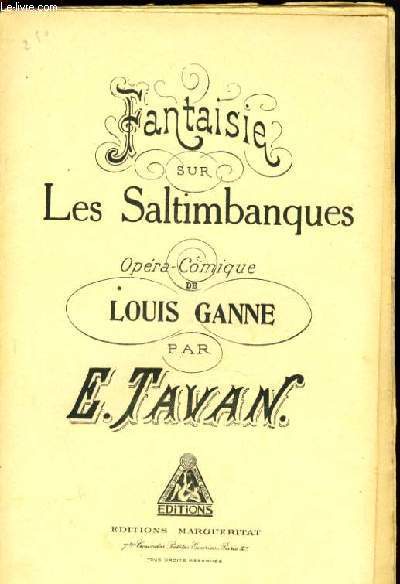 © Le-livre.com
Fantaisie
SUR
Les Saltimbanques
Opéra-Comique
DE
LOUIS GANNE
PAR
E. TAVAN.
EDITIONS
EDITIONS MARGUERITAT
TOUS DROITS RÉSERVÉS